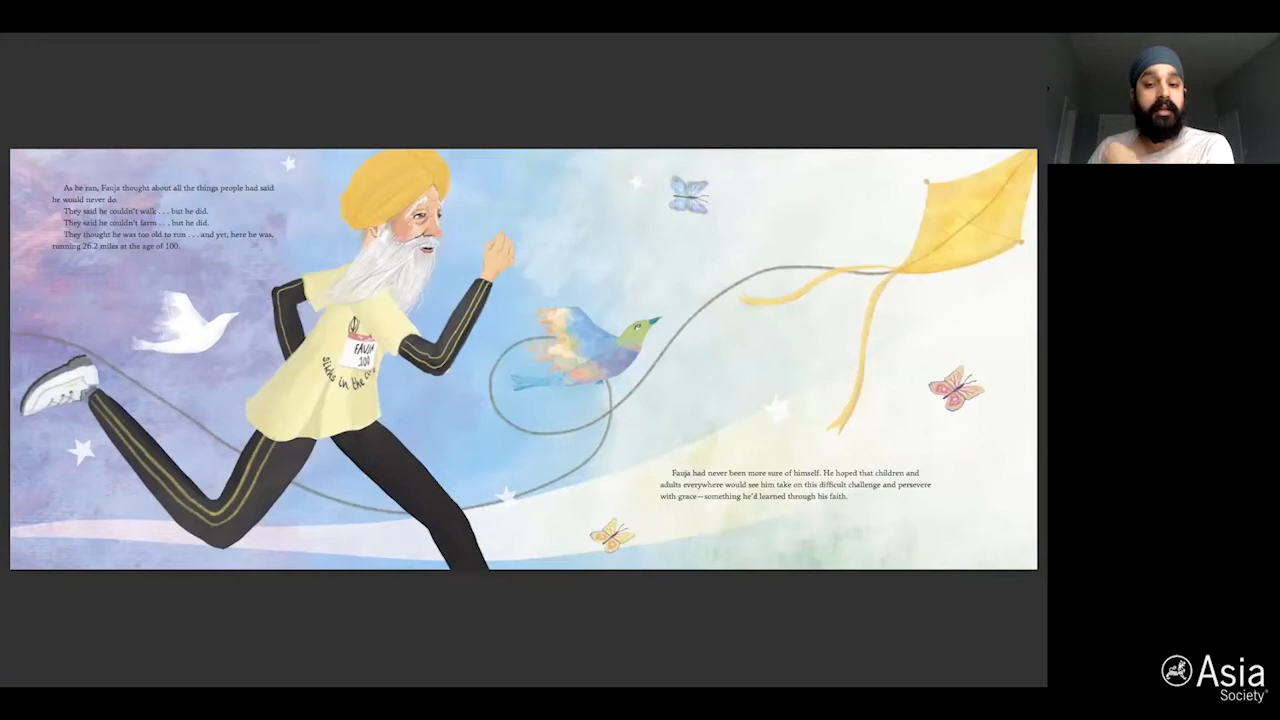 As he ran, Fauja thought about all the things people had said
he would never do.
They said he couldn't walk . . . but he did.
They said he couldn't farm . . . but he did.
They thought he was too old to run . . . and yet, here he was,
running 26.2 miles at the age of 100.
FAUJA
100
Sikhs in the
Fauja had never been more sure of himself. He hoped that children and
adults everywhere would see him take on this difficult challenge and persevere
with grace—something he'd learned through his faith.
Asia
Society